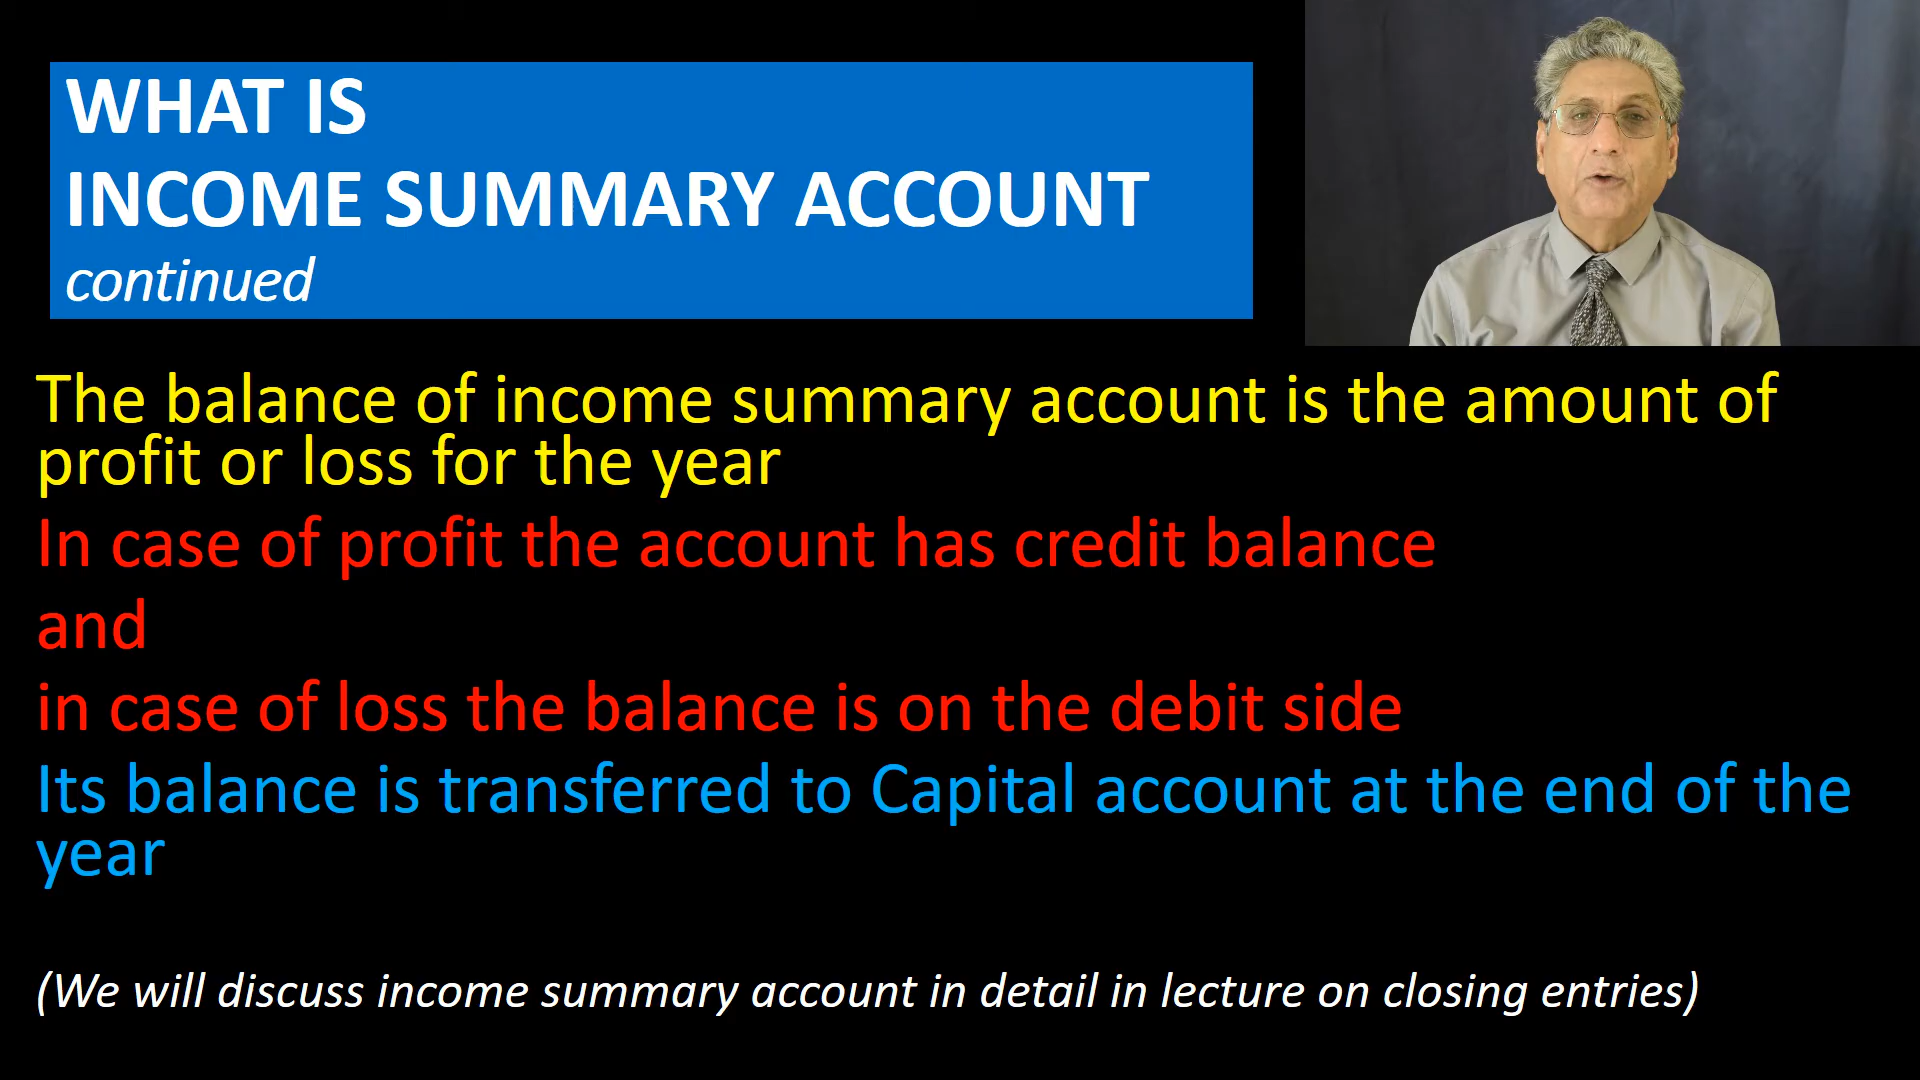 WHAT IS
INCOME SUMMARY ACCOUNT
continued
The balance of income summary account is the amount of
profit or loss for the year
In case of profit the account has credit balance
and
in case of loss the balance is on the debit side
Its balance is transferred to Capital account at the end of the
year
(We will discuss income summary account in detail in lecture on closing entries)